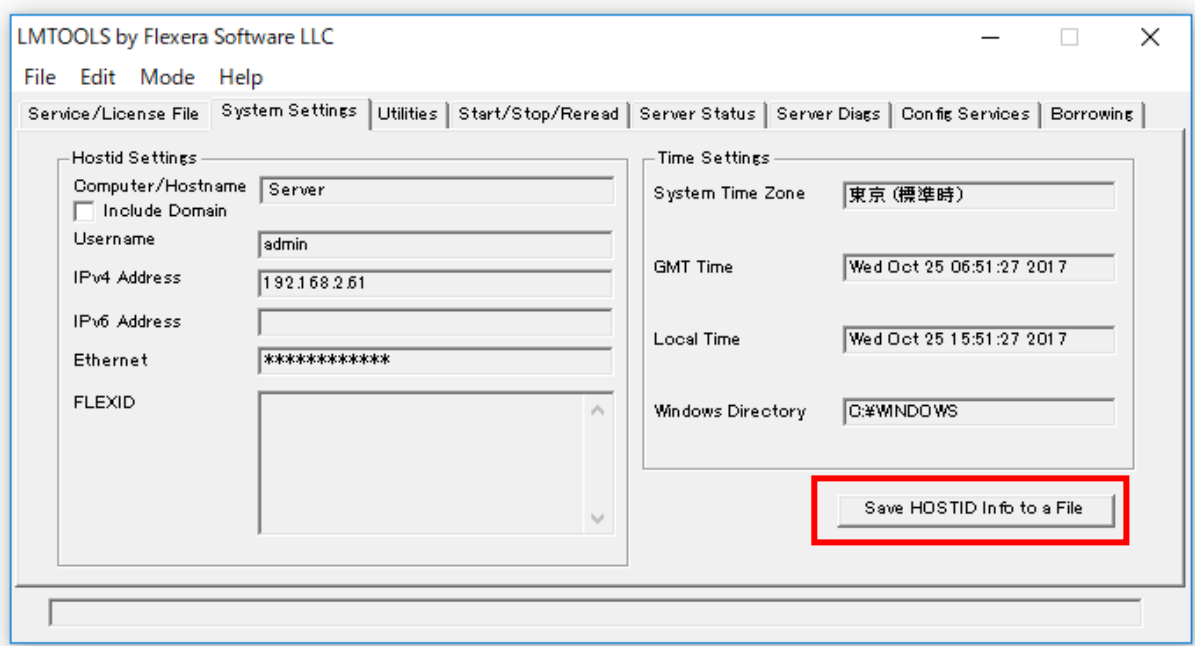 LMTOOLS by Flexera Software LLC
File Edit Mode Help
Service/License File System Settings Utilities Start/Stop/Reread Server Status Server Diags Config Services Borrowing
Hostid Settings
Computer/Hostname Server
Include Domain
Username admin
IPv4 Address 192.168.2.61
IPv6 Address
Ethernet ************
FLEXID
Time Settings
System Time Zone 東京 (標準時)
GMT Time Wed Oct 25 06:51:27 2017
Local Time Wed Oct 25 15:51:27 2017
Windows Directory C:¥WINDOWS
Save HOSTID Info to a File